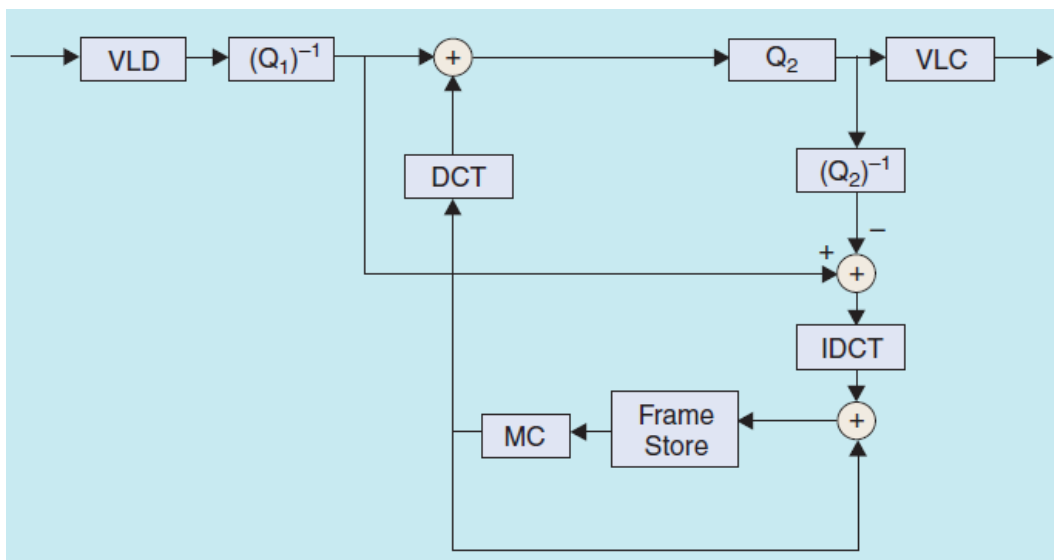 VLD
(Q₁)⁻¹
+
Q₂
VLC
DCT
(Q₂)⁻¹
−
+
+
IDCT
MC
Frame
Store
+